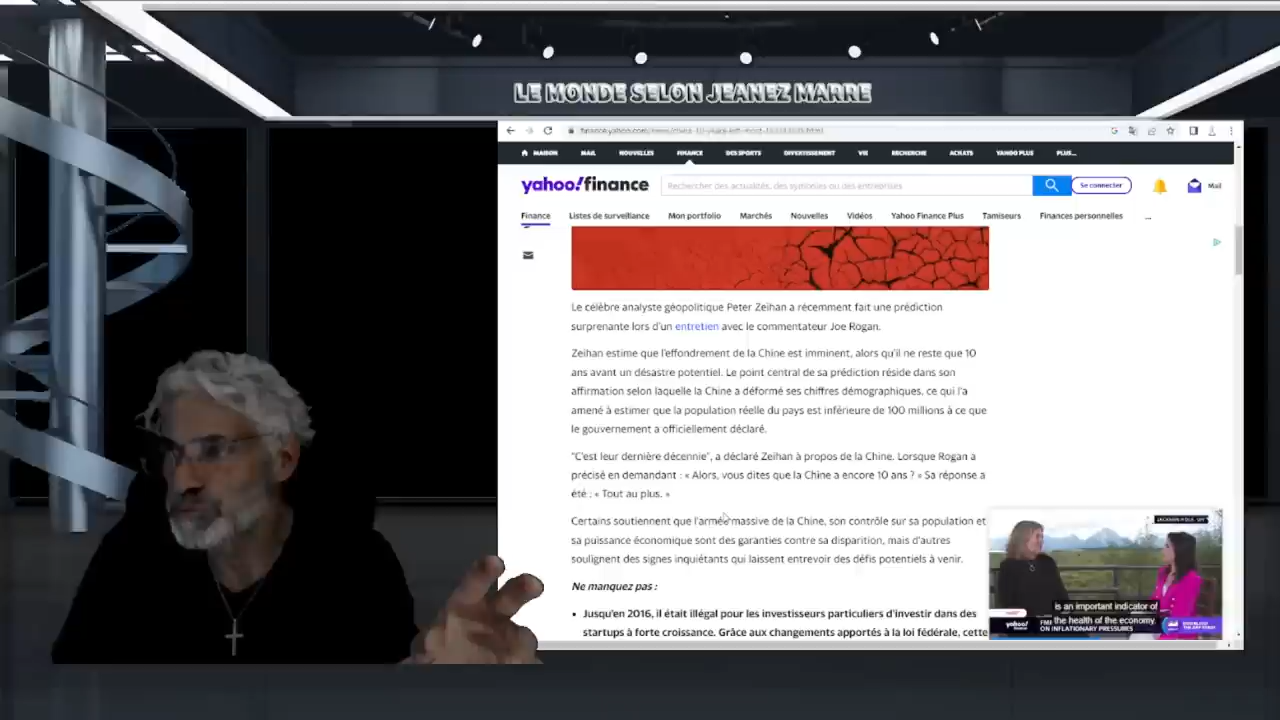 LE MONDE SELON JEANEZ MARRE
MAISON MAIL NOUVELLES FINANCE DES SPORTS DIVERTISSEMENT VIE RECHERCHE ACHATS YAHOO PLUS PLUS...
yahoo!finance
Rechercher des actualités, des symboles ou des entreprises
Se connecter
Mail
Finance Listes de surveillance Mon portfolio Marchés Nouvelles Vidéos Yahoo Finance Plus Tamiseurs Finances personnelles ...
Le célèbre analyste géopolitique Peter Zeihan a récemment fait une prédiction
surprenante lors d'un entretien avec le commentateur Joe Rogan.
Zeihan estime que l'effondrement de la Chine est imminent, alors qu'il ne reste que 10
ans avant un désastre potentiel. Le point central de sa prédiction réside dans son
affirmation selon laquelle la Chine a déformé ses chiffres démographiques, ce qui l'a
amené à estimer que la population réelle du pays est inférieure de 100 millions à ce que
le gouvernement a officiellement déclaré.
"C'est leur dernière décennie", a déclaré Zeihan à propos de la Chine. Lorsque Rogan a
précisé en demandant : « Alors, vous dites que la Chine a encore 10 ans ? » Sa réponse a
été : « Tout au plus. »
Certains soutiennent que l'armée massive de la Chine, son contrôle sur sa population et
sa puissance économique sont des garanties contre sa disparition, mais d'autres
soulignent des signes inquiétants qui laissent entrevoir des défis potentiels à venir.
Ne manquez pas :
• Jusqu'en 2016, il était illégal pour les investisseurs particuliers d'investir dans des
startups à forte croissance. Grâce aux changements apportés à la loi fédérale, cette
is an important indicator of
the health of the economy.
yahoo!
ON INFLATIONARY PRESSURES